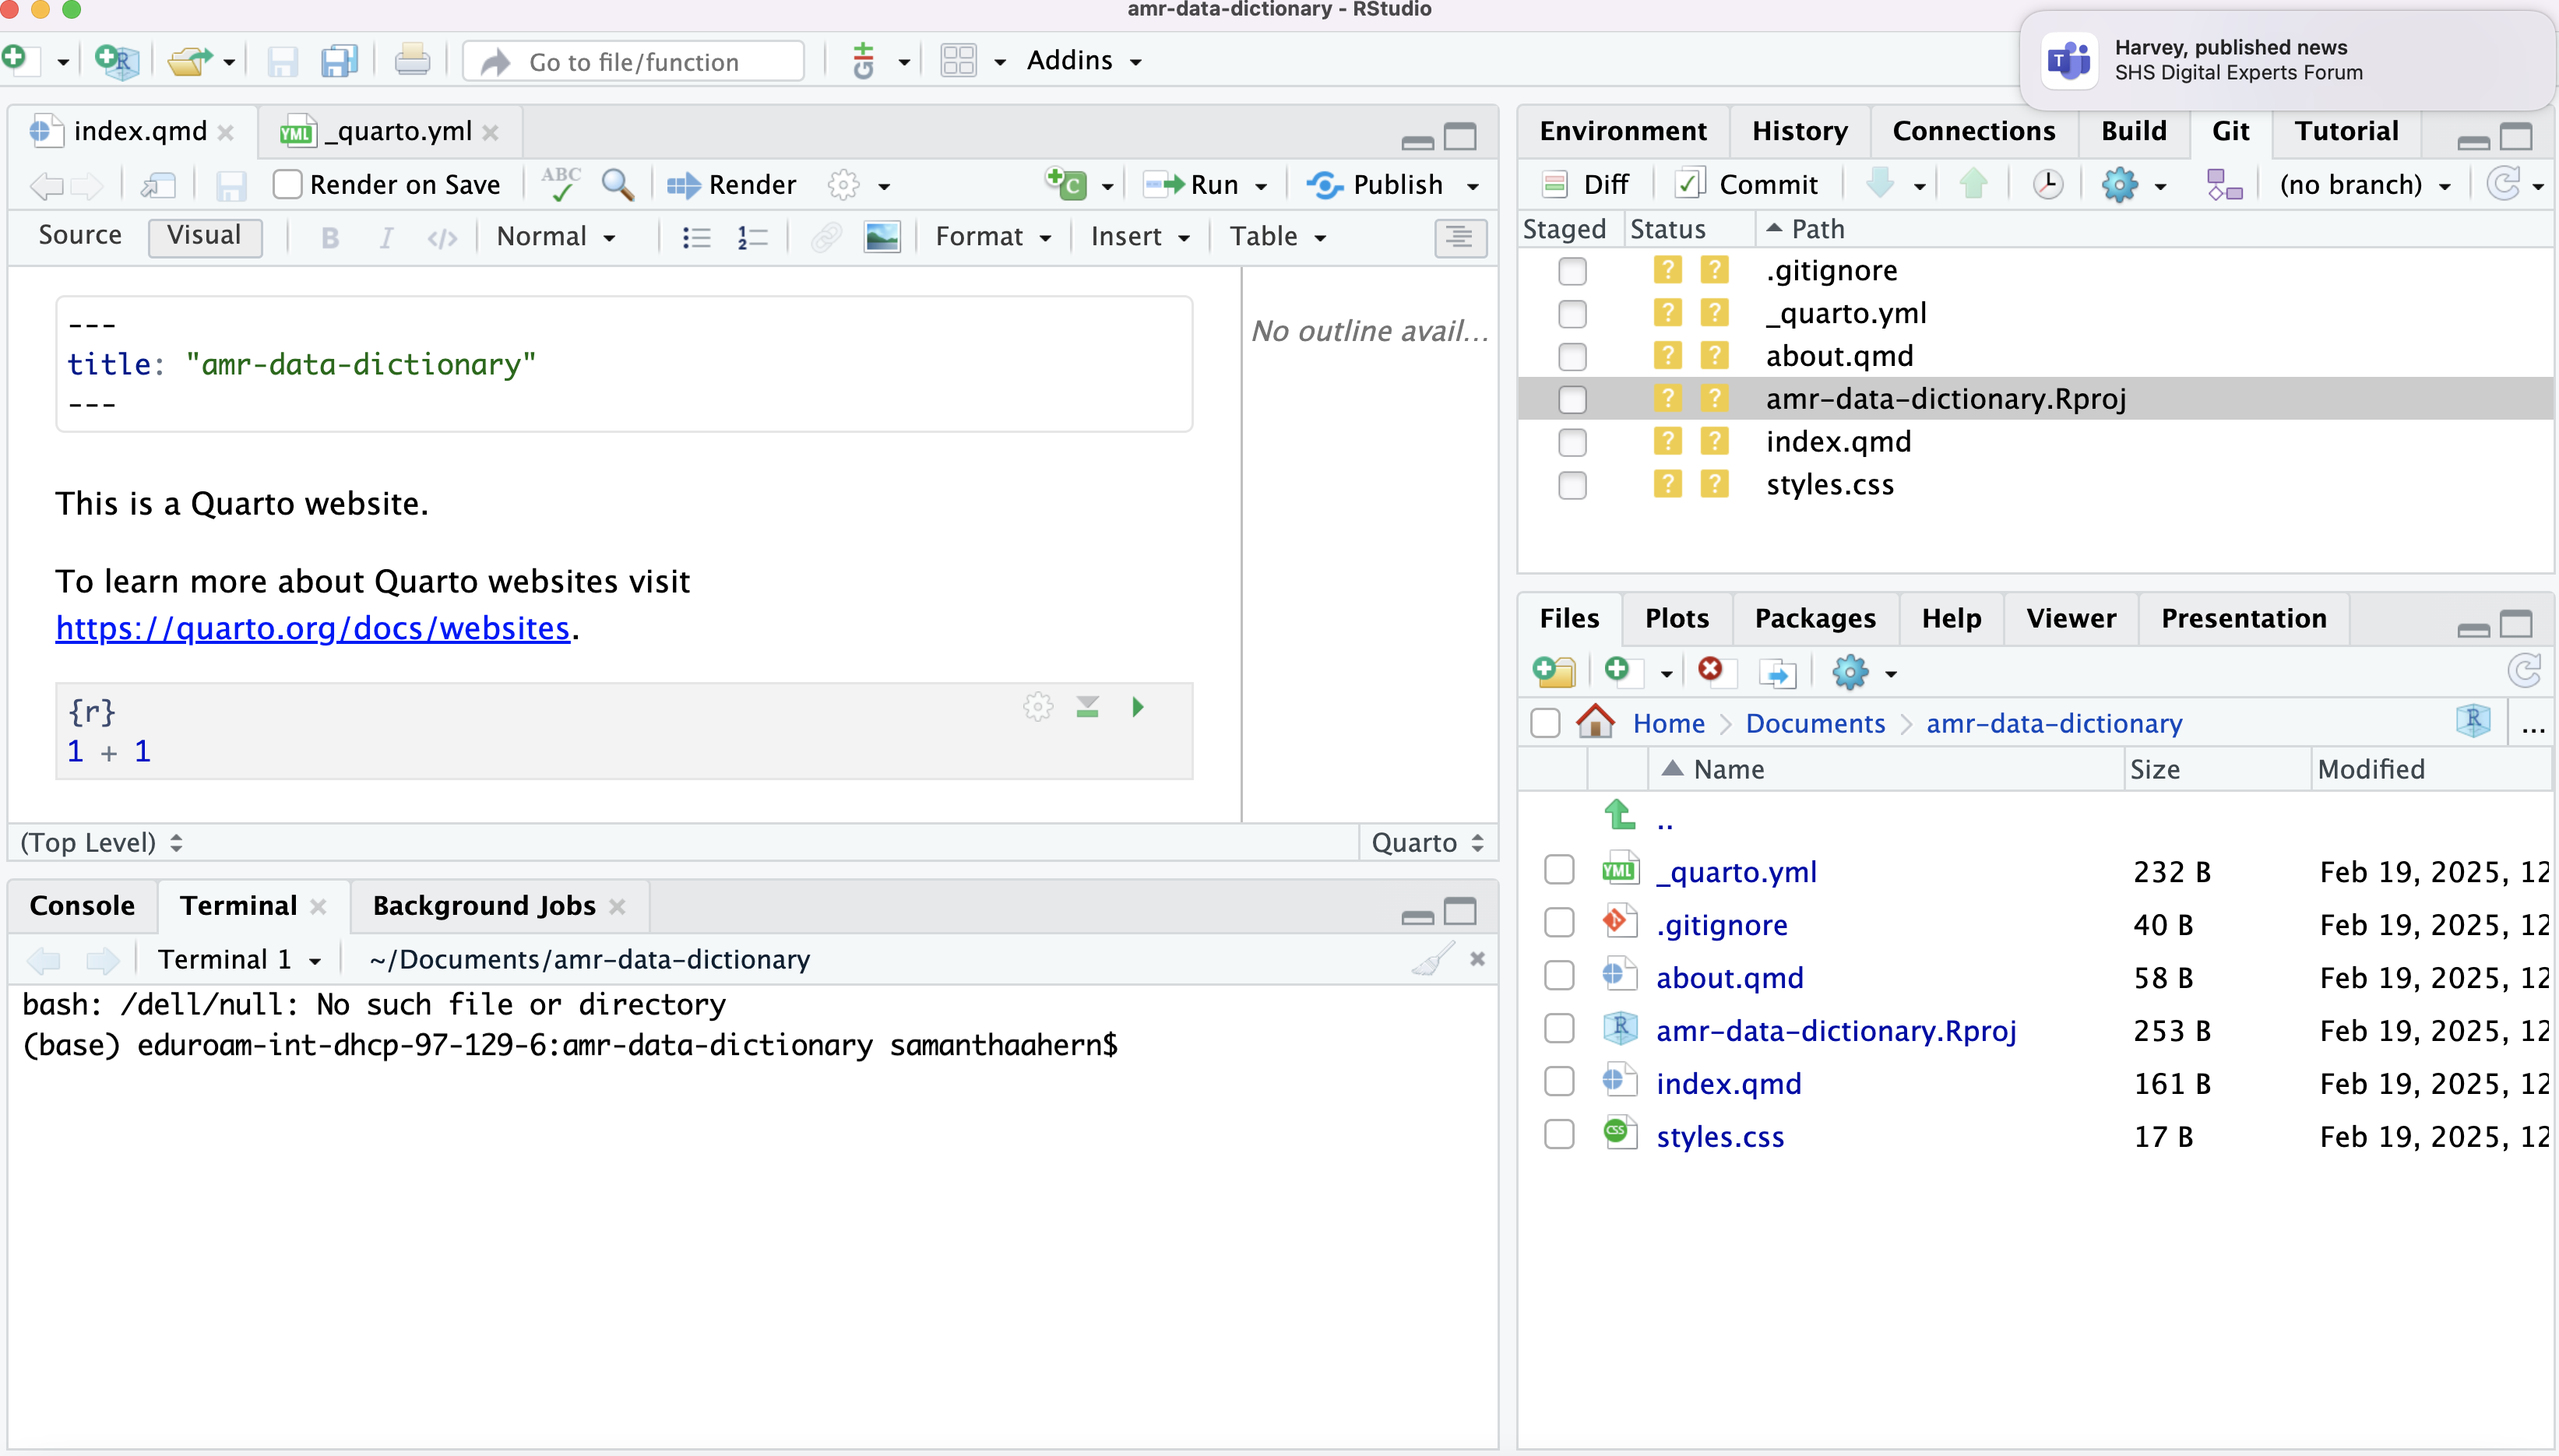 amr-data-dictionary - RStudio
Harvey, published news
SHS Digital Experts Forum
Go to file/function
Addins
index.qmd
_quarto.yml
Render on Save
Render
Run
Publish
Source
Visual
Normal
Format
Insert
Table
---
title: "amr-data-dictionary"
---
This is a Quarto website.
To learn more about Quarto websites visit
https://quarto.org/docs/websites.
{r}
1 + 1
No outline avail...
(Top Level)
Quarto
Console
Terminal
Background Jobs
Terminal 1
~/Documents/amr-data-dictionary
bash: /dell/null: No such file or directory
(base) eduroam-int-dhcp-97-129-6:amr-data-dictionary samanthaahern$
Environment
History
Connections
Build
Git
Tutorial
Diff
Commit
(no branch)
Staged
Status
Path
.gitignore
_quarto.yml
about.qmd
amr-data-dictionary.Rproj
index.qmd
styles.css
Files
Plots
Packages
Help
Viewer
Presentation
Home
Documents
amr-data-dictionary
...
Name
Size
Modified
..
_quarto.yml 232 B Feb 19, 2025, 12
.gitignore 40 B Feb 19, 2025, 12
about.qmd 58 B Feb 19, 2025, 12
amr-data-dictionary.Rproj 253 B Feb 19, 2025, 12
index.qmd 161 B Feb 19, 2025, 12
styles.css 17 B Feb 19, 2025, 12